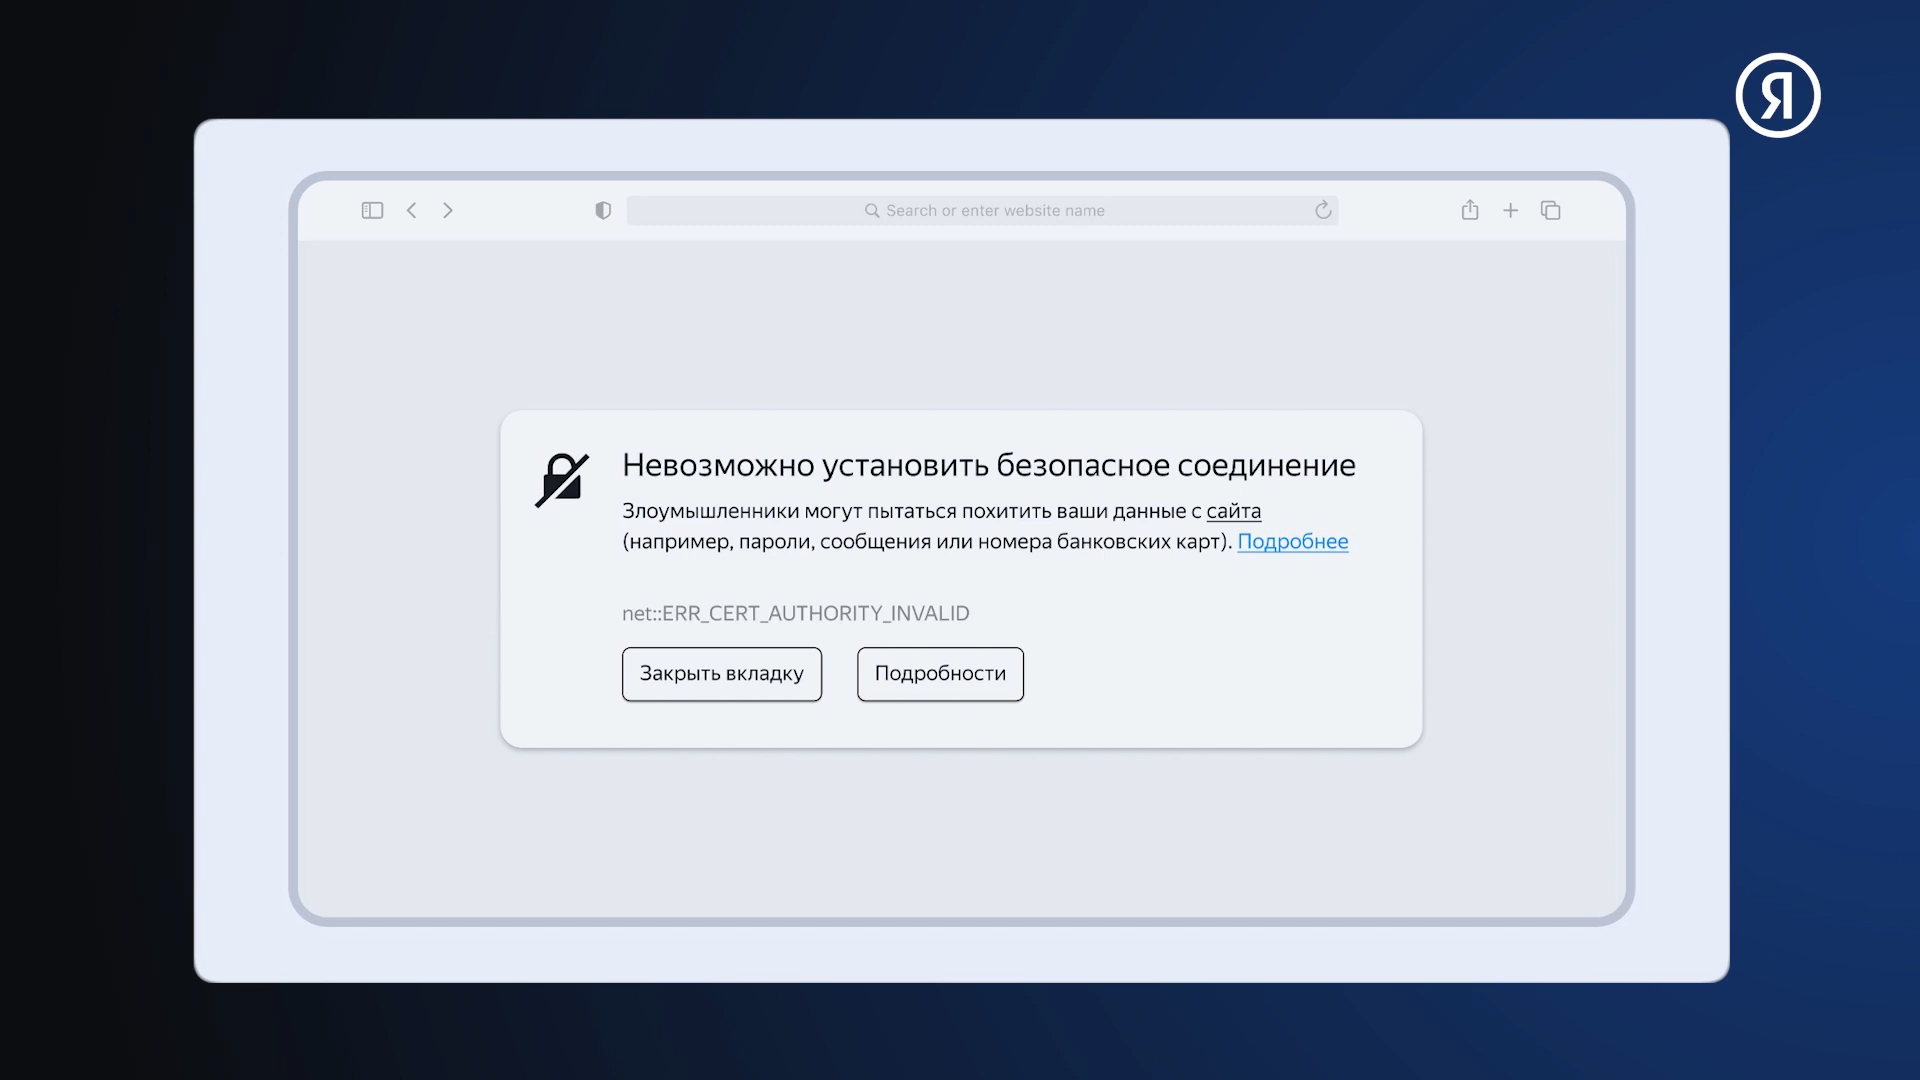 Я
Search or enter website name
Невозможно установить безопасное соединение
Злоумышленники могут пытаться похитить ваши данные с сайта
(например, пароли, сообщения или номера банковских карт). Подробнее
net::ERR_CERT_AUTHORITY_INVALID
Закрыть вкладку
Подробности